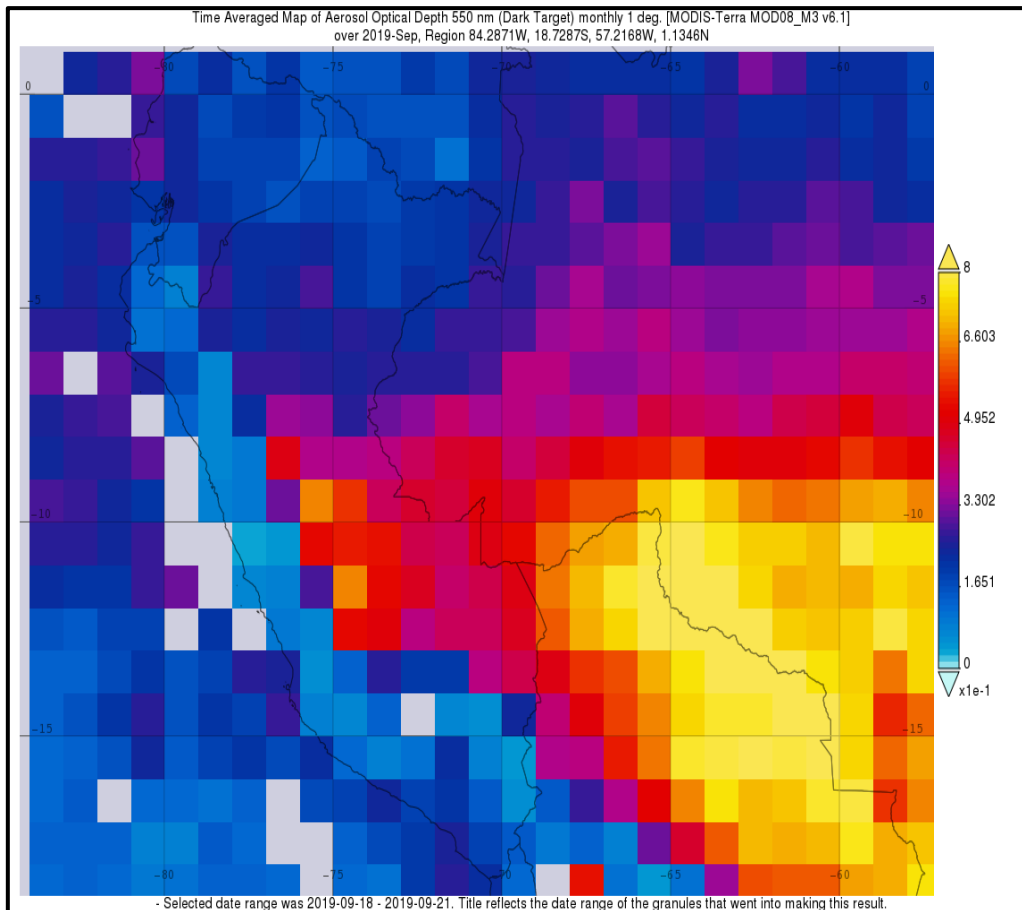 Time Averaged Map of Aerosol Optical Depth 550 nm (Dark Target) monthly 1 deg. [MODIS-Terra MOD08_M3 v6.1]
over 2019-Sep, Region 84.2871W, 18.7287S, 57.2168W, 1.1346N
-80 -75 -70 -65 -60
0 0
-5 -5
-10 -10
-15 -15
-80 -75 -70 -65 -60
8
6.603
4.952
3.302
1.651
0
x1e-1
- Selected date range was 2019-09-18 - 2019-09-21. Title reflects the date range of the granules that went into making this result.